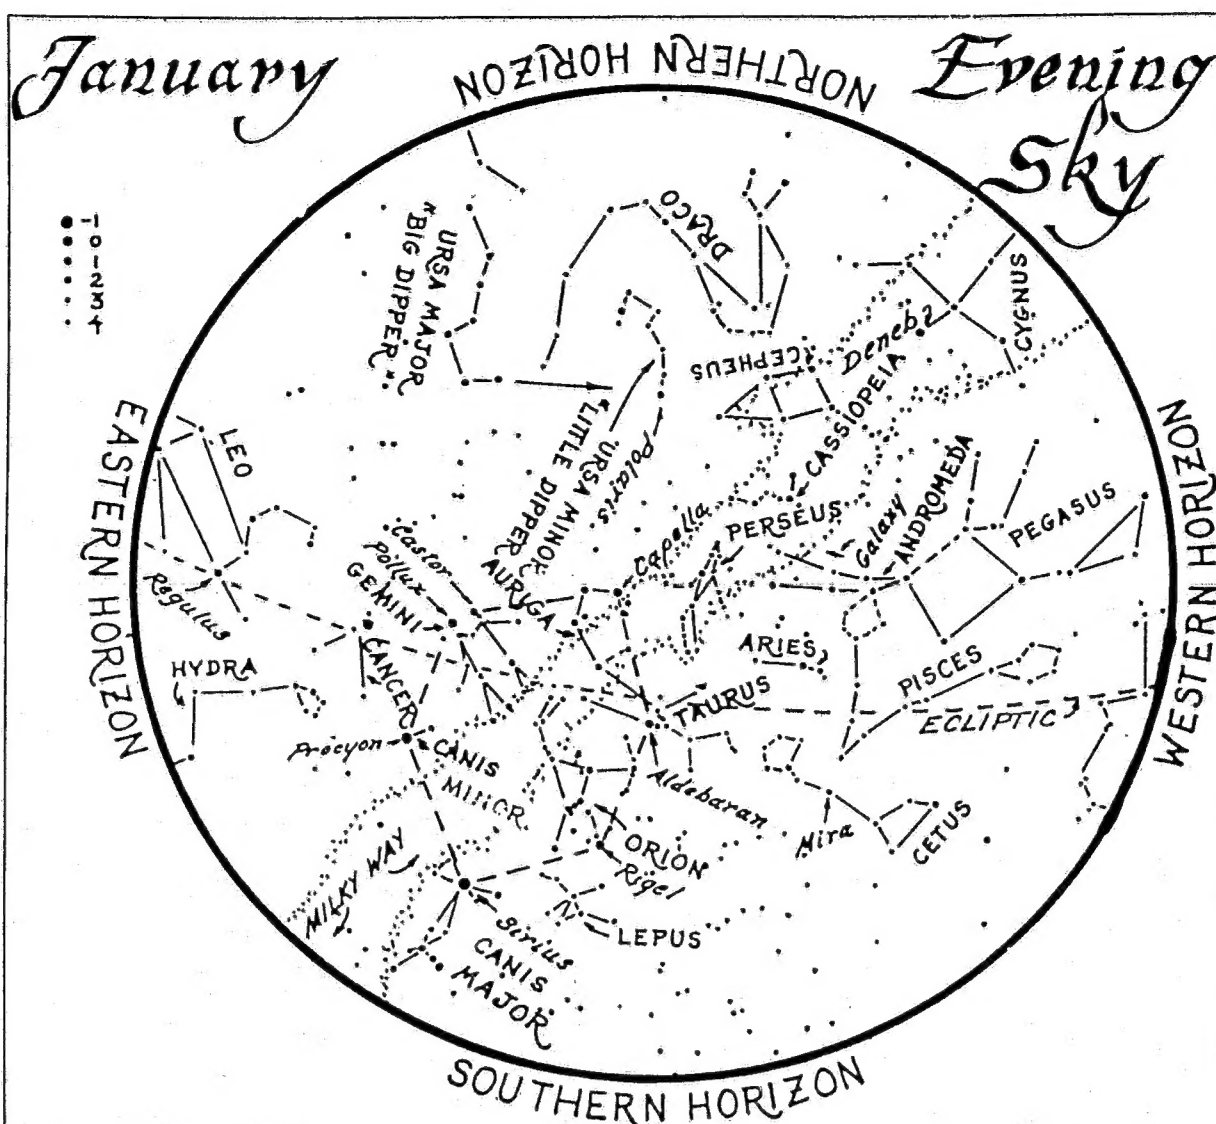 January
Evening
Sky
NORTHERN HORIZON
-1
0
1
2
3
4
URSA MAJOR
"BIG DIPPER"
DRACO
CEPHEUS
Deneb
CYGNUS
CASSIOPEIA
URSA MINOR
"LITTLE DIPPER"
Polaris
EASTERN HORIZON
WESTERN HORIZON
LEO
Regulus
Castor
Pollux
GEMINI
AURIGA
Capella
PERSEUS
Galaxy
ANDROMEDA
PEGASUS
HYDRA
CANCER
ARIES
TAURUS
PISCES
ECLIPTIC
Procyon
CANIS
MINOR
Aldebaran
Mira
CETUS
ORION
Rigel
MILKY WAY
LEPUS
Sirius
CANIS
MAJOR
SOUTHERN HORIZON